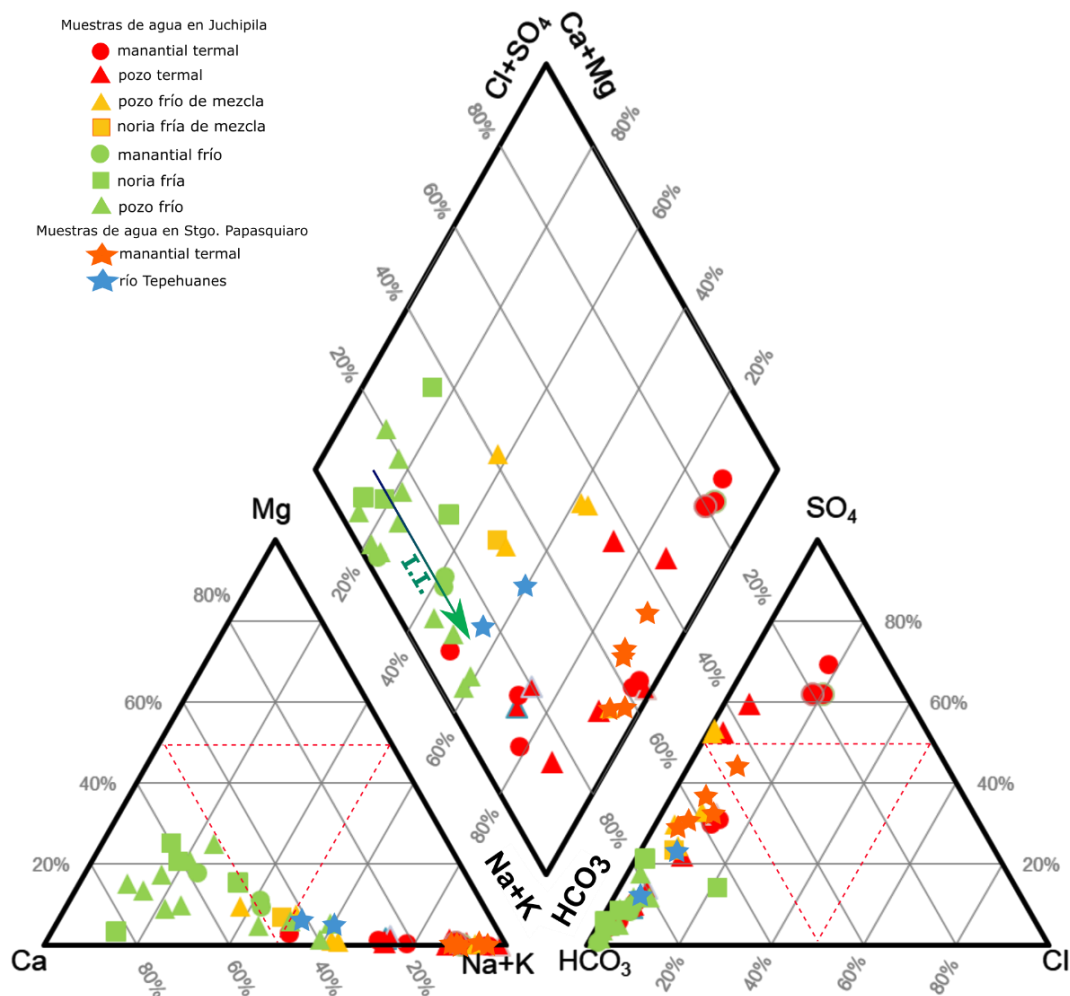 Muestras de agua en Juchipila
manantial termal
pozo termal
pozo frío de mezcla
noria fría de mezcla
manantial frío
noria fría
pozo frío
Muestras de agua en Stgo. Papasquiaro
manantial termal
río Tepehuanes
Cl+SO4
Ca+Mg
80%
80%
60%
60%
40%
40%
20%
20%
I.I.
20%
20%
40%
40%
60%
60%
80%
80%
Na+K
HCO3
Mg
80%
60%
40%
20%
Ca
Na+K
80%
60%
40%
20%
SO4
80%
60%
40%
20%
HCO3
Cl
20%
40%
60%
80%